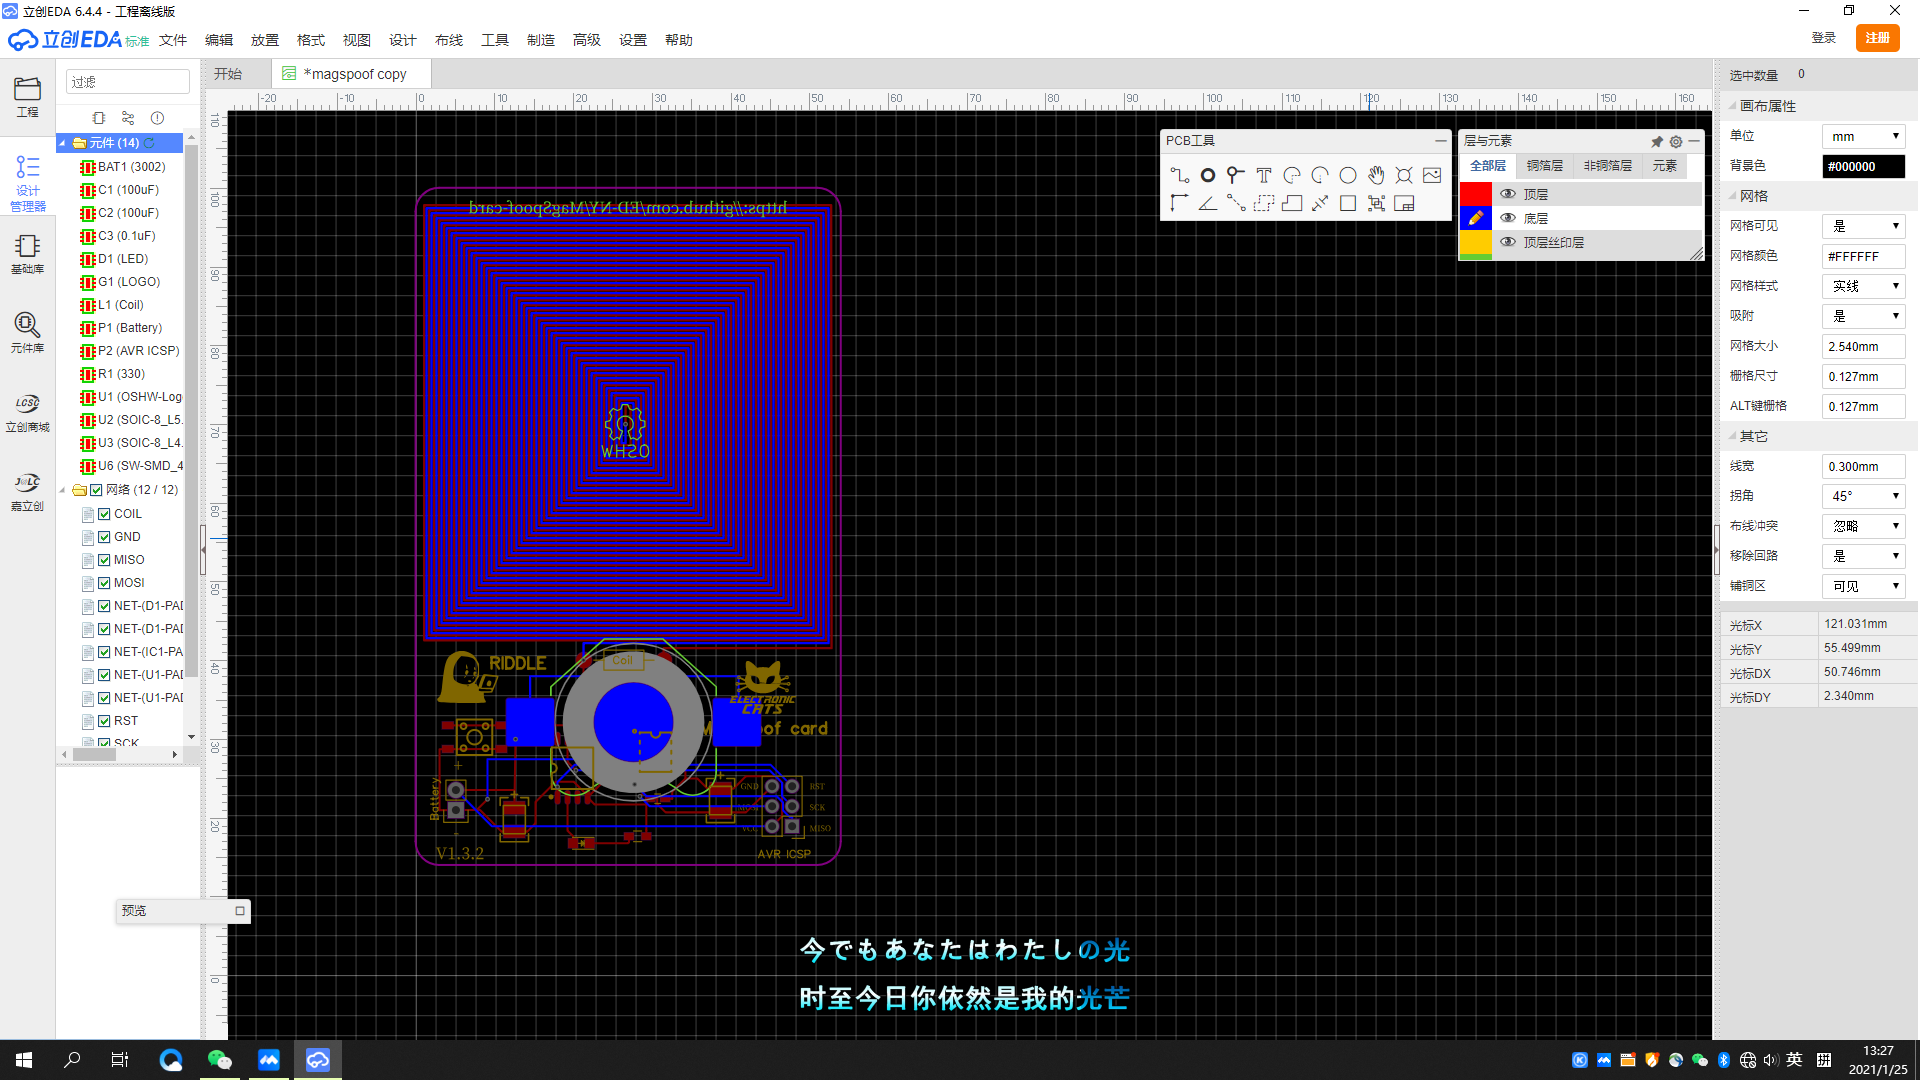 立创EDA 6.4.4 - 工程离线版
立创EDA 标准 文件 编辑 放置 格式 视图 设计 布线 工具 制造 高级 设置 帮助
登录 注册
工程
设计
管理器
基础库
元件库
LCSC
立创商城
J@LC
嘉立创
过滤
元件 (14)
BAT1 (3002)
C1 (100uF)
C2 (100uF)
C3 (0.1uF)
D1 (LED)
G1 (LOGO)
L1 (Coil)
P1 (Battery)
P2 (AVR ICSP)
R1 (330)
U1 (OSHW-Log
U2 (SOIC-8_L5.
U3 (SOIC-8_L4.
U6 (SW-SMD_4
网络 (12 / 12)
COIL
GND
MISO
MOSI
NET-(D1-PAD
NET-(D1-PAD
NET-(IC1-PA
NET-(U1-PAD
NET-(U1-PAD
RST
SCK
预览
开始 *magspoof copy
-20 -10 0 10 20 30 40 50 60 70 80 90 100 110 120 130 140 150 160
110
100
90
80
70
60
50
40
30
20
0
https://github.com/ED-NY/MagSpoof-card
OSHW
RIDDLE
Coil
ELECTRONIC
CATS
of card
Battery
+
-
GND RST
SCK
VCC MISO
V1.3.2
AVR ICSP
PCB工具
层与元素
全部层 铜箔层 非铜箔层 元素
顶层
底层
顶层丝印层
选中数量 0
画布属性
单位 mm
背景色 #000000
网格
网格可见 是
网格颜色 #FFFFFF
网格样式 实线
吸附 是
网格大小 2.540mm
栅格尺寸 0.127mm
ALT键栅格 0.127mm
其它
线宽 0.300mm
拐角 45°
布线冲突 忽略
移除回路 是
铺铜区 可见
光标X 121.031mm
光标Y 55.499mm
光标DX 50.746mm
光标DY 2.340mm
今でもあなたはわたしの光
时至今日你依然是我的光芒
英 拼
13:27
2021/1/25